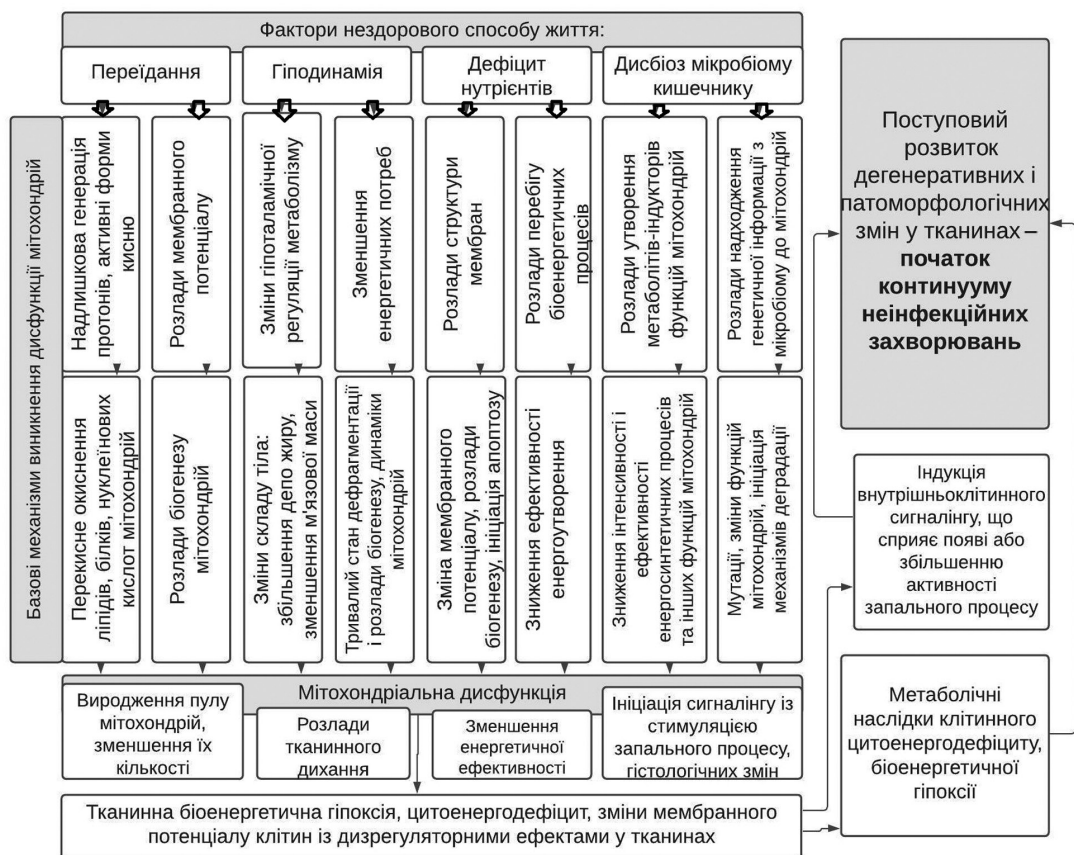 Фактори нездорового способу життя:
Переїдання
Гіподинамія
Дефіцит
нутрієнтів
Дисбіоз мікробіому
кишечнику
Базові механізми виникнення дисфункції мітохондрій
Надлишкова генерація
протонів, активні форми
кисню
Розлади мембранного
потенціалу
Зміни гіпоталамічної
регуляції метаболізму
Зменшення
енергетичних потреб
Розлади структури
мембран
Розлади перебігу
біоенергетичних
процесів
Розлади утворення
метаболітів-індукторів
функцій мітохондрій
Розлади надходження
генетичної інформації з
мікробіому до мітохондрій
Перекисне окиснення
ліпідів, білків, нуклеїнових
кислот мітохондрій
Розлади біогенезу
мітохондрій
Зміни складу тіла:
збільшення депо жиру,
зменшення м'язової маси
Тривалий стан дефрагментації
і розлади біогенезу, динаміки
мітохондрій
Зміна мембранного
потенціалу, розлади
біогенезу, ініціація апоптозу
Зниження ефективності
енергоутворення
Зниження інтенсивності і
ефективності
енергосинтетичних процесів
та інших функцій мітохондрій
Мутації, зміни функцій
мітохондрій, ініціація
механізмів деградації
Мітохондріальна дисфункція
Виродження пулу
мітохондрій,
зменшення їх
кількості
Розлади
тканинного
дихання
Зменшення
енергетичної
ефективності
Ініціація сигналінгу із
стимуляцією
запального процесу,
гістологічних змін
Тканинна біоенергетична гіпоксія, цитоенергодефіцит, зміни мембранного
потенціалу клітин із дизрегуляторними ефектами у тканинах
Поступовий
розвиток
дегенеративних і
патоморфологічних
змін у тканинах –
початок
континууму
неінфекційних
захворювань
Індукція
внутрішньоклітинного
сигналінгу, що
сприяє появі або
збільшенню
активності
запального процесу
Метаболічні
наслідки клітинного
цитоенергодефіциту,
біоенергетичної
гіпоксії